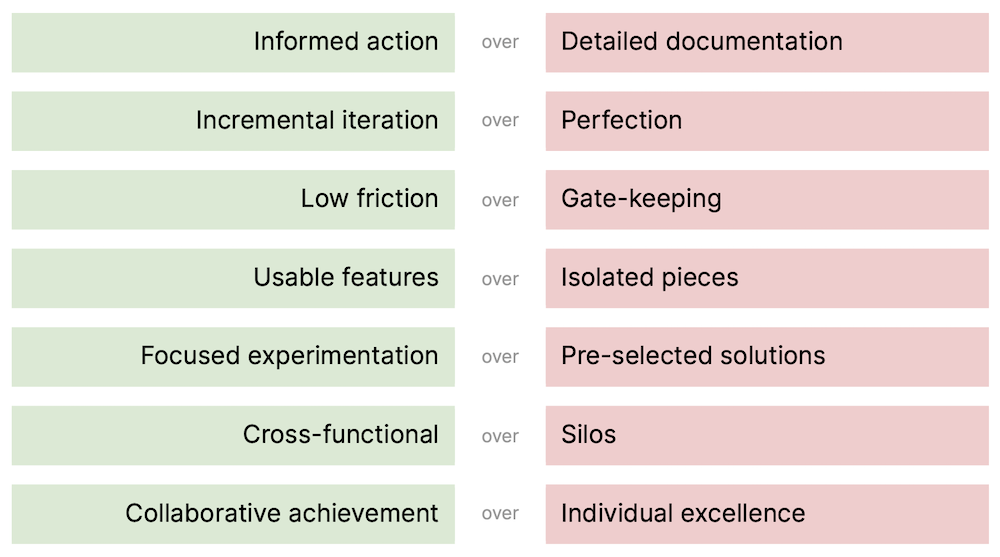 Informed action over Detailed documentation
Incremental iteration over Perfection
Low friction over Gate-keeping
Usable features over Isolated pieces
Focused experimentation over Pre-selected solutions
Cross-functional over Silos
Collaborative achievement over Individual excellence